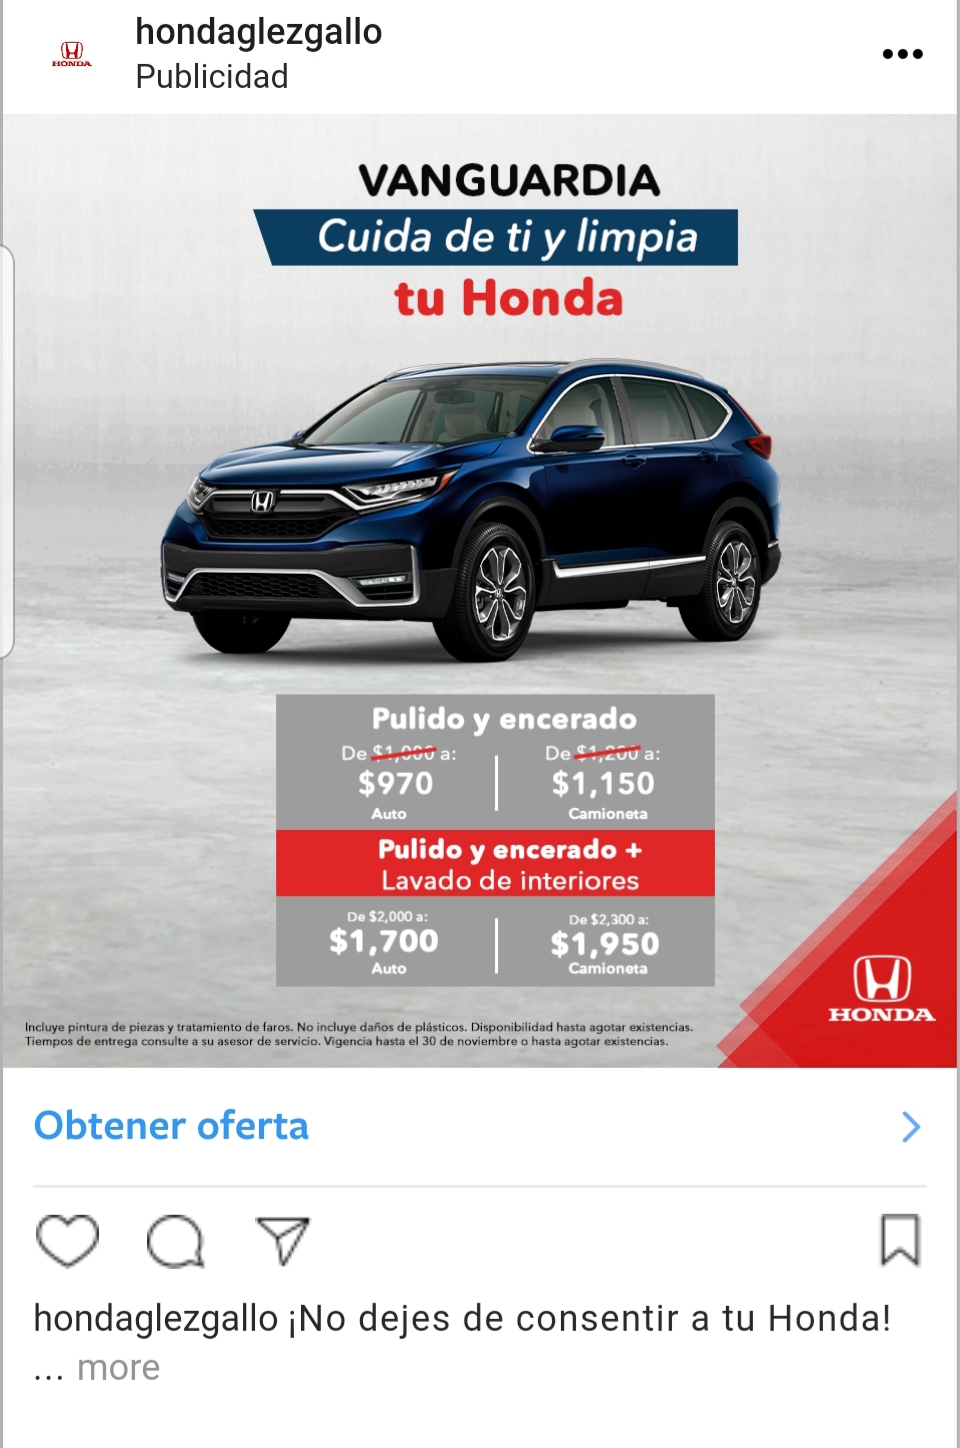 hondaglezgallo
Publicidad
HONDA
VANGUARDIA
Cuida de ti y limpia
tu Honda
Pulido y encerado
De $1,000 a:
$970
Auto
De $1,200 a:
$1,150
Camioneta
Pulido y encerado +
Lavado de interiores
De $2,000 a:
$1,700
Auto
De $2,300 a:
$1,950
Camioneta
HONDA
Incluye pintura de piezas y tratamiento de faros. No incluye daños de plásticos. Disponibilidad hasta agotar existencias.
Tiempos de entrega consulte a su asesor de servicio. Vigencia hasta el 30 de noviembre o hasta agotar existencias.
Obtener oferta
hondaglezgallo ¡No dejes de consentir a tu Honda!
... more